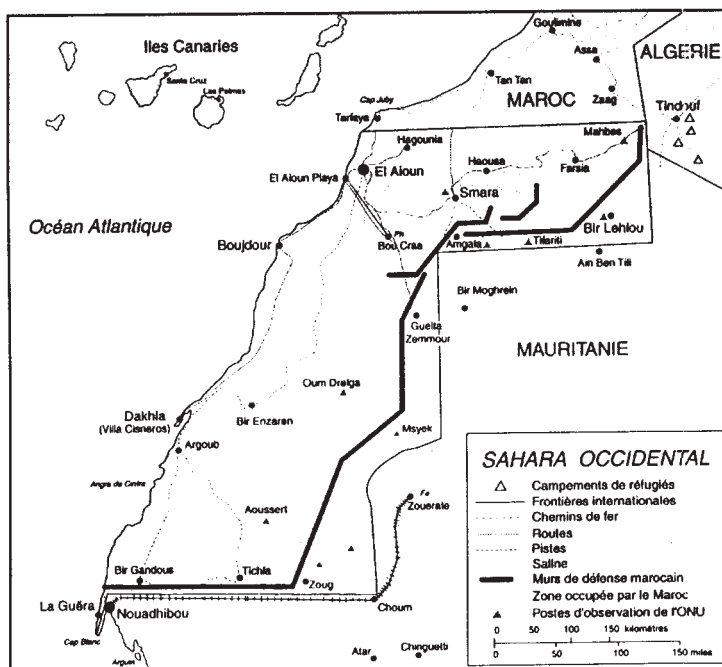 Goulimine
Iles Canaries
Assa
ALGERIE
Santa Cruz
Las Palmas
Tan Tan
Zaag
Cap Juby
MAROC
Tindouf
Tarfaya
Mahbes
Hagounia
El Aioun
Haousa
Farsia
El Aioun Playa
Smara
Océan Atlantique
Bir Lehlou
Ph
Boujdour
Bou Craa
Amgala
Tifariti
Ain Ben Tili
Bir Moghrein
Guelta
Zemmour
MAURITANIE
Oum Dreiga
Dakhla
(Villa Cisneros)
Bir Enzaren
Msyek
Argoub
SAHARA OCCIDENTAL
Campements de réfugiés
Angra de Cintra
Fe
Zouerate
Frontières internationales
Chemins de fer
Aoussert
Routes
Pistes
Saline
Bir Gandous
Tichla
Zoug
Murs de défense marocain
Zone occupée par le Maroc
La Guêra
Nouadhibou
Choum
Postes d'observation de l'ONU
0 50 100 150 kilomètres
Cap Blanc
Arguin
Atar
Chinguetti
0 50 100 150 miles